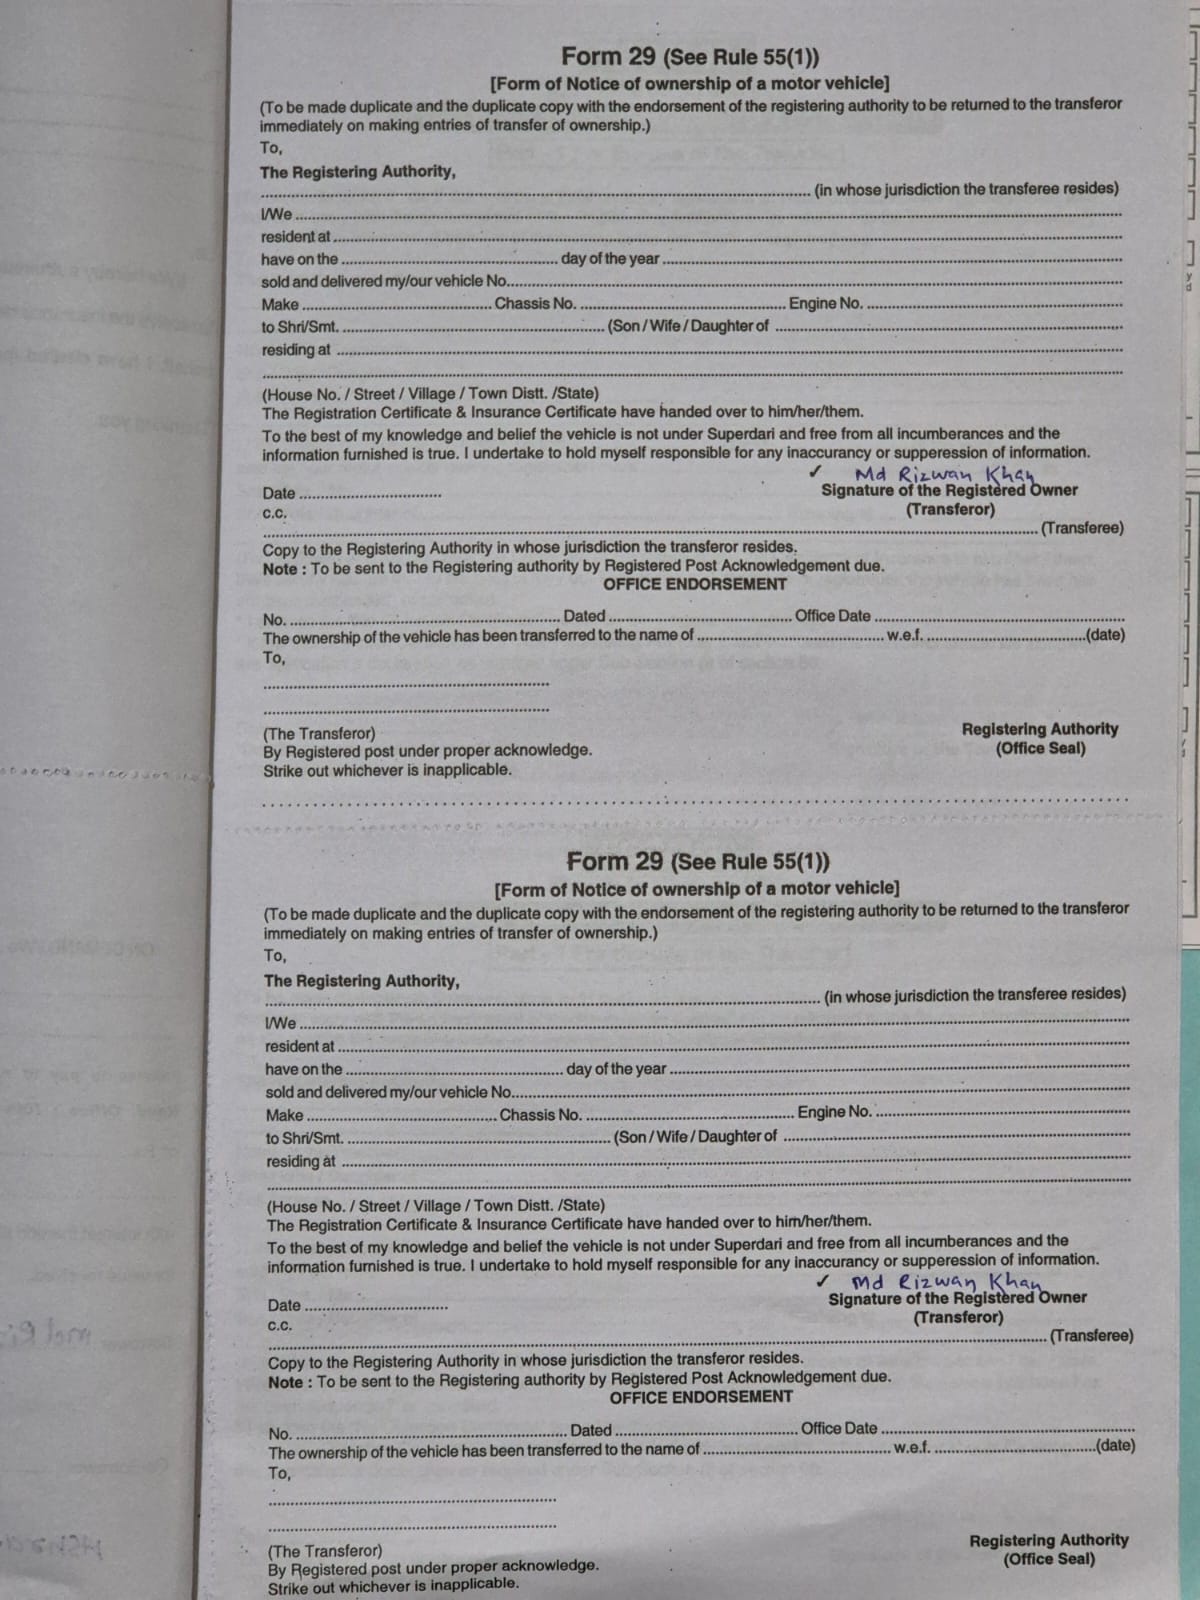 Form 29 (See Rule 55(1))
[Form of Notice of ownership of a motor vehicle]
(To be made duplicate and the duplicate copy with the endorsement of the registering authority to be returned to the transferor
immediately on making entries of transfer of ownership.)
To,
The Registering Authority,
.................... (in whose jurisdiction the transferee resides)
I/We ....................
resident at ....................
have on the .................... day of the year ....................
sold and delivered my/our vehicle No. ....................
Make .................... Chassis No. .................... Engine No. ....................
to Shri/Smt. .................... (Son / Wife / Daughter of ....................
residing at ....................
....................
(House No. / Street / Village / Town Distt. /State)
The Registration Certificate & Insurance Certificate have handed over to him/her/them.
To the best of my knowledge and belief the vehicle is not under Superdari and free from all incumberances and the
information furnished is true. I undertake to hold myself responsible for any inaccurancy or supperession of information.
✓ Md Rizwan Khan
Date .................... Signature of the Registered Owner
c.c. (Transferor)
.................... (Transferee)
Copy to the Registering Authority in whose jurisdiction the transferor resides.
Note : To be sent to the Registering authority by Registered Post Acknowledgement due.
OFFICE ENDORSEMENT
No. .................... Dated .................... Office Date ....................
The ownership of the vehicle has been transferred to the name of .................... w.e.f. ....................(date)
To,
....................
....................
(The Transferor) Registering Authority
By Registered post under proper acknowledge. (Office Seal)
Strike out whichever is inapplicable.
Form 29 (See Rule 55(1))
[Form of Notice of ownership of a motor vehicle]
(To be made duplicate and the duplicate copy with the endorsement of the registering authority to be returned to the transferor
immediately on making entries of transfer of ownership.)
To,
The Registering Authority,
.................... (in whose jurisdiction the transferee resides)
I/We ....................
resident at ....................
have on the .................... day of the year ....................
sold and delivered my/our vehicle No. ....................
Make .................... Chassis No. .................... Engine No. ....................
to Shri/Smt. .................... (Son / Wife / Daughter of ....................
residing at ....................
....................
(House No. / Street / Village / Town Distt. /State)
The Registration Certificate & Insurance Certificate have handed over to him/her/them.
To the best of my knowledge and belief the vehicle is not under Superdari and free from all incumberances and the
information furnished is true. I undertake to hold myself responsible for any inaccurancy or supperession of information.
✓ Md Rizwan Khan
Date .................... Signature of the Registered Owner
c.c. (Transferor)
.................... (Transferee)
Copy to the Registering Authority in whose jurisdiction the transferor resides.
Note : To be sent to the Registering authority by Registered Post Acknowledgement due.
OFFICE ENDORSEMENT
No. .................... Dated .................... Office Date ....................
The ownership of the vehicle has been transferred to the name of .................... w.e.f. ....................(date)
To,
....................
....................
(The Transferor) Registering Authority
By Registered post under proper acknowledge. (Office Seal)
Strike out whichever is inapplicable.